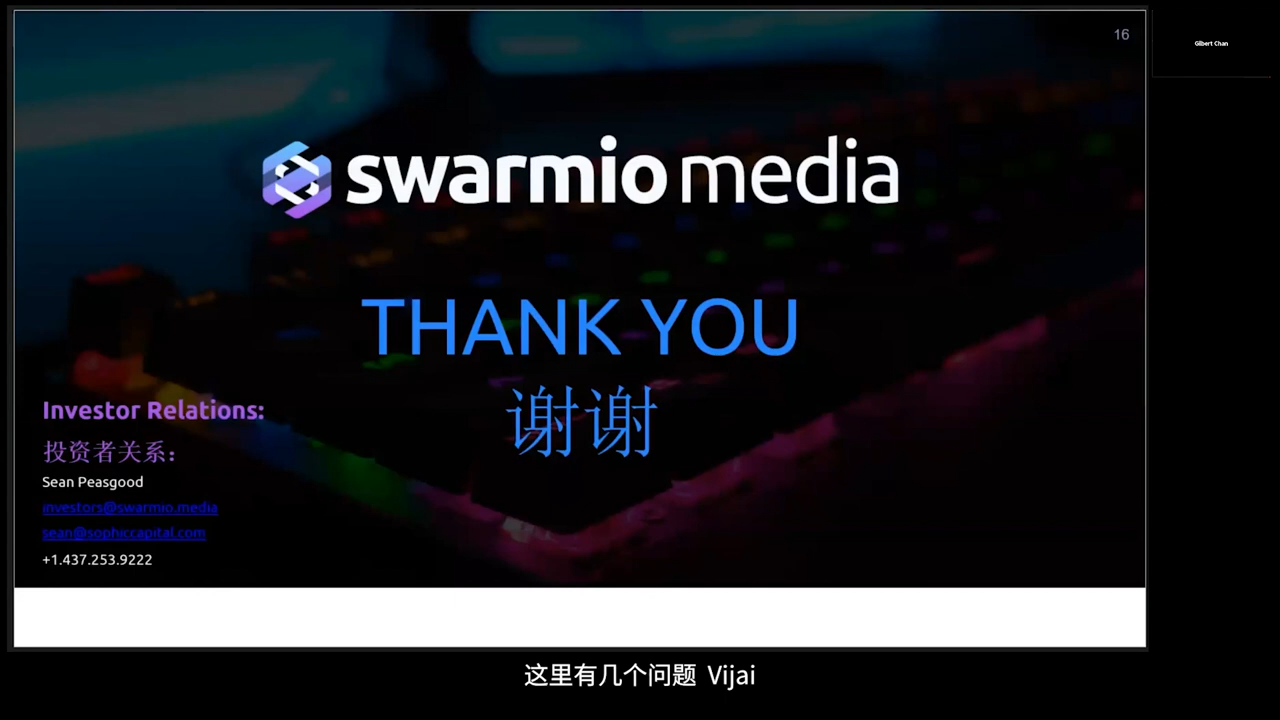 16
Gilbert Chan
swarmio media
THANK YOU
谢谢
Investor Relations:
投资者关系：
Sean Peasgood
investors@swarmio.media
sean@sophiccapital.com
+1.437.253.9222
这里有几个问题 Vijai